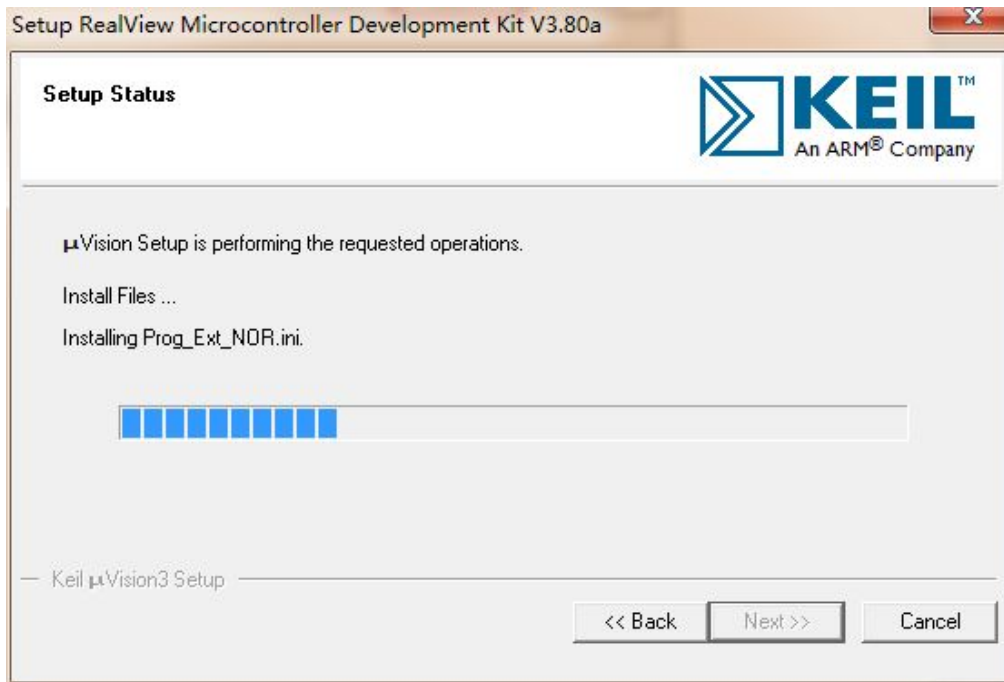 Setup RealView Microcontroller Development Kit V3.80a
Setup Status
KEIL™
An ARM® Company
µVision Setup is performing the requested operations.
Install Files ...
Installing Prog_Ext_NOR.ini.
Keil µVision3 Setup
<< Back Next >> Cancel